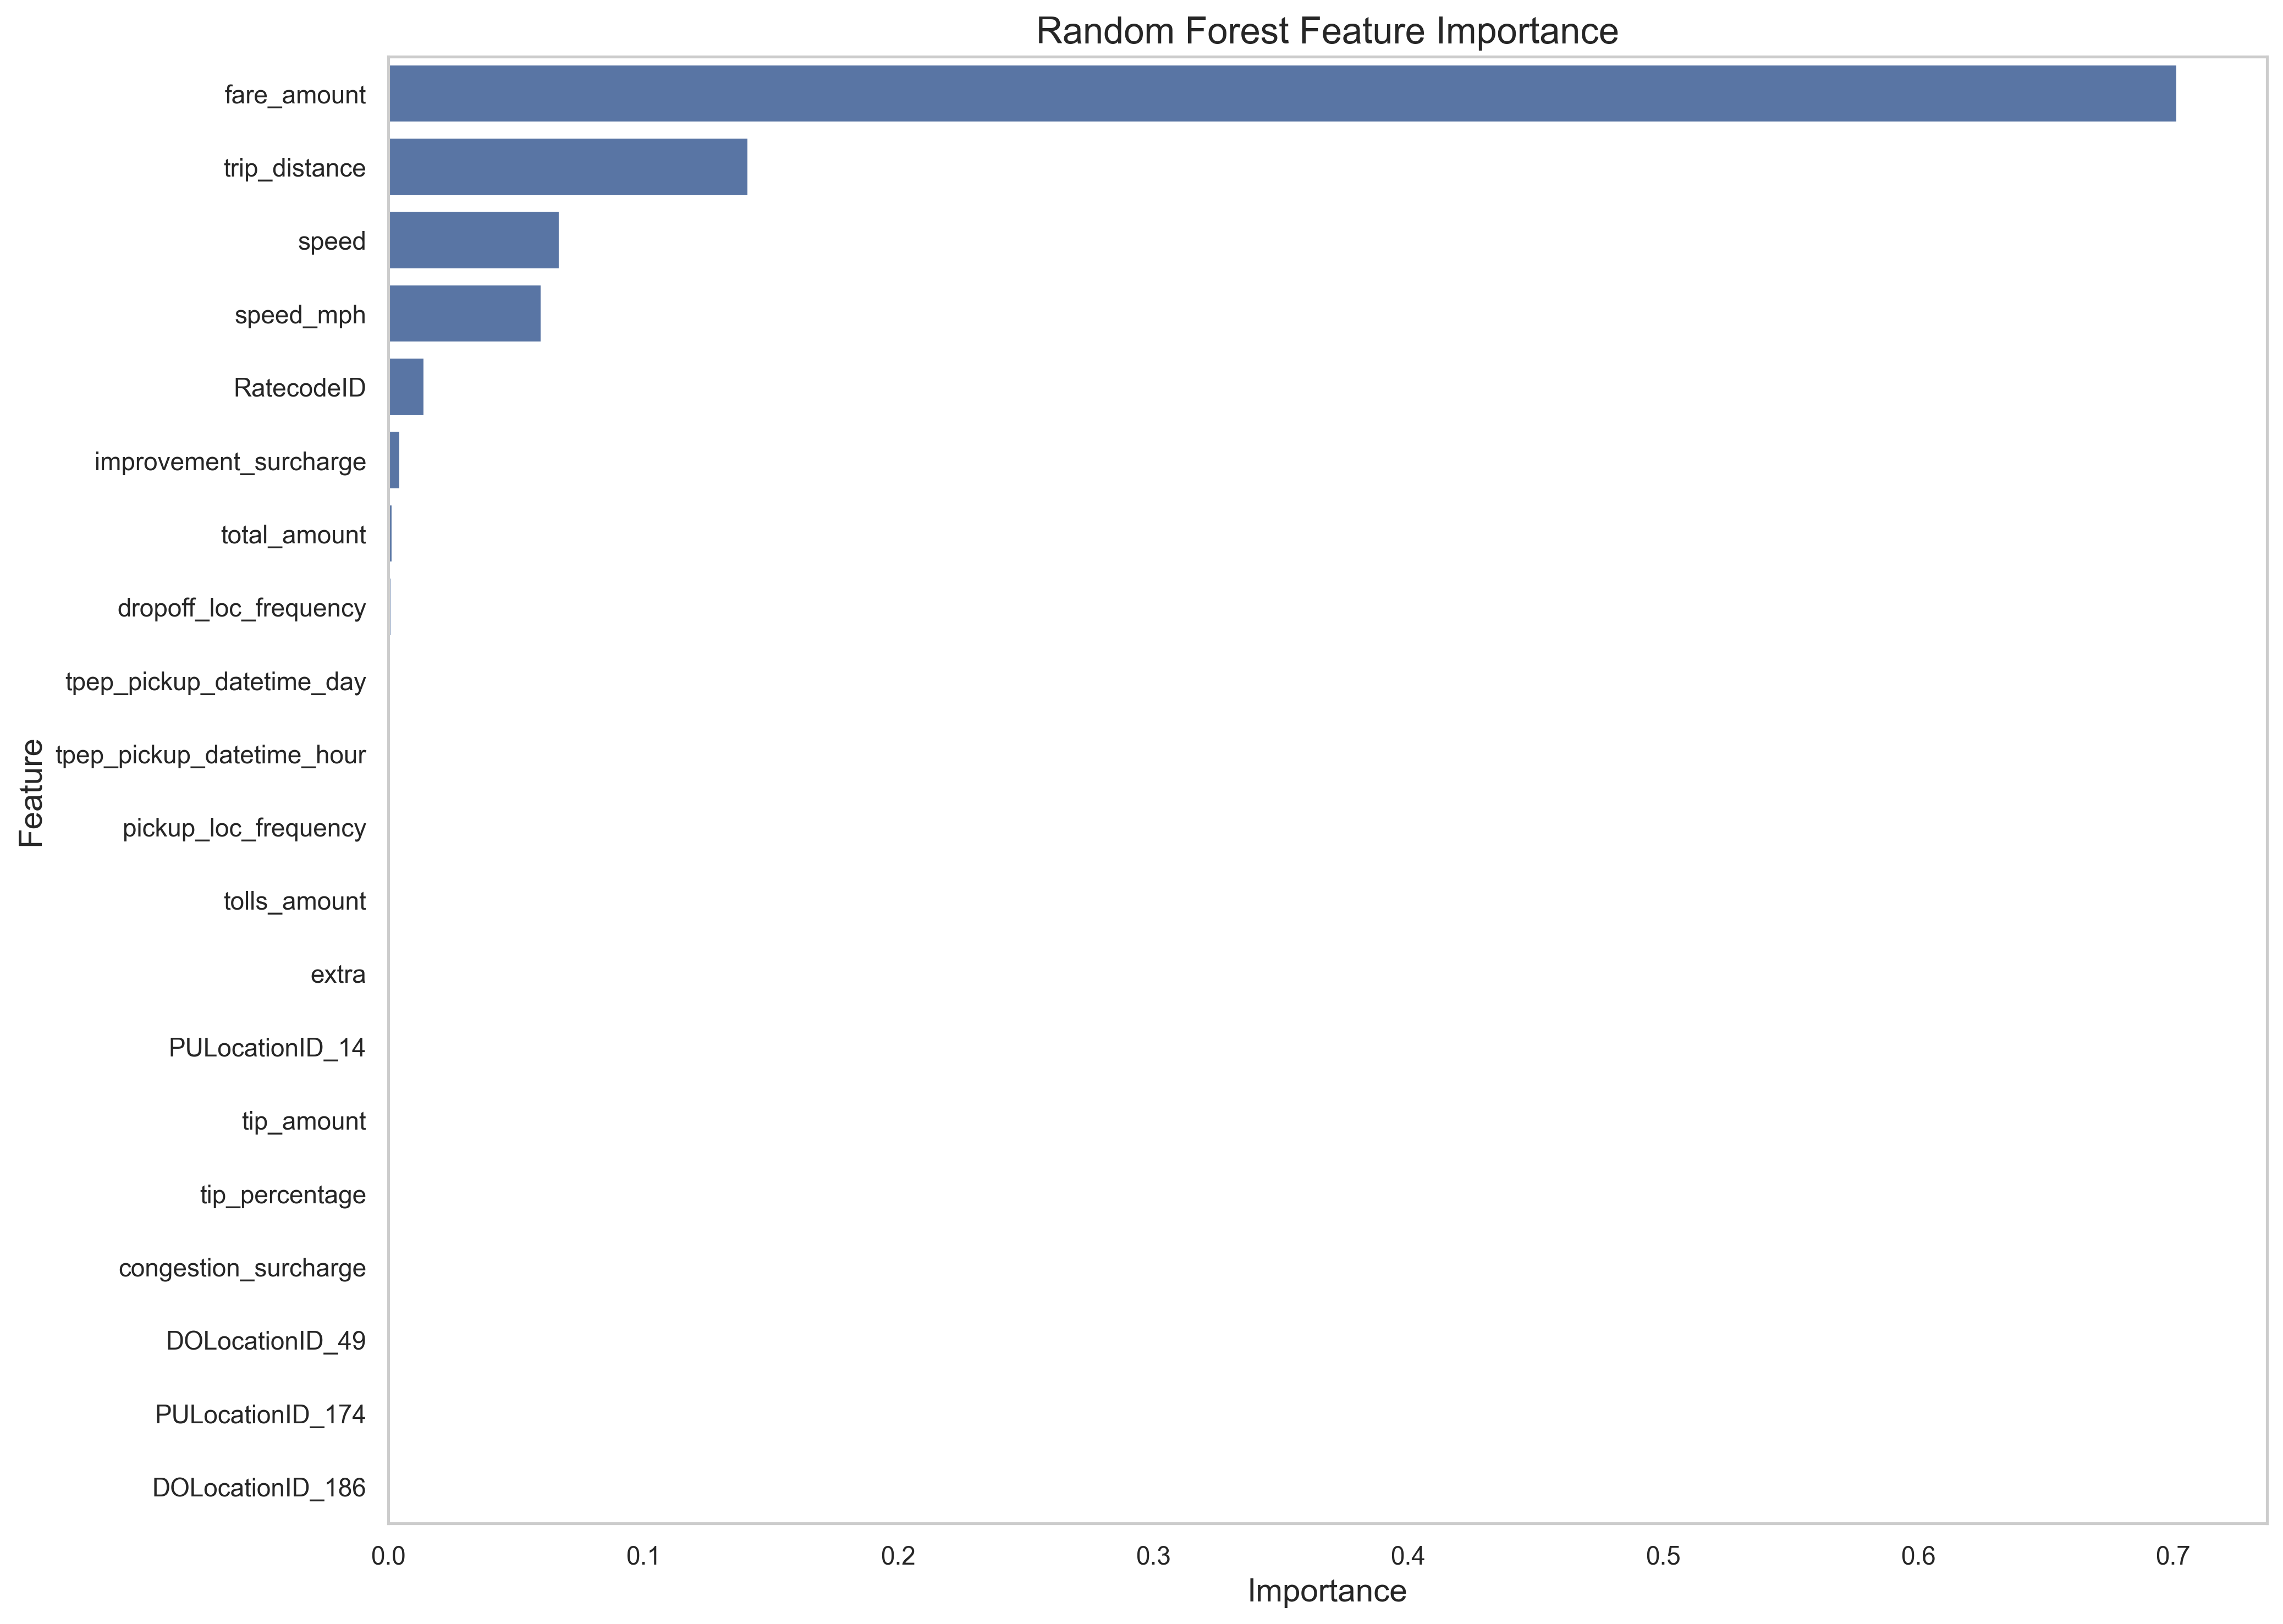 Random Forest Feature Importance
fare_amount
trip_distance
speed
speed_mph
RatecodeID
improvement_surcharge
total_amount
dropoff_loc_frequency
tpep_pickup_datetime_day
tpep_pickup_datetime_hour
pickup_loc_frequency
tolls_amount
extra
PULocationID_14
tip_amount
tip_percentage
congestion_surcharge
DOLocationID_49
PULocationID_174
DOLocationID_186
Feature
0.0 0.1 0.2 0.3 0.4 0.5 0.6 0.7
Importance